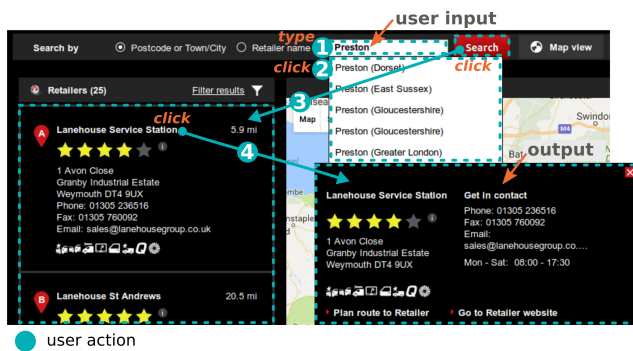 user input
type
Search by
Postcode or Town/City
Retailer name
1
Preston
Search
Map view
click
2
Preston (Dorset)
click
Retailers (25)
Filter results
Preston (East Sussex)
click
3
Preston (Gloucestershire)
Map
Preston (Gloucestershire)
Swindo
M4
A
Lanehouse Service Station
5.9 mi
4
Preston (Greater London)
Bat
output
1 Avon Close
Granby Industrial Estate
Weymouth DT4 9UX
Phone: 01305 236516
Fax: 01305 760092
Email: sales@lanehousegroup.co.uk
mbe
nstaple
Lanehouse Service Station
Get in contact
Phone: 01305 236516
Fax: 01305 760092
Email:
sales@lanehousegroup.co....
1 Avon Close
Granby Industrial Estate
Weymouth DT4 9UX
Mon - Sat: 08:00 - 17:30
B
Lanehouse St Andrews
20.5 mi
Plan route to Retailer
Go to Retailer website
user action